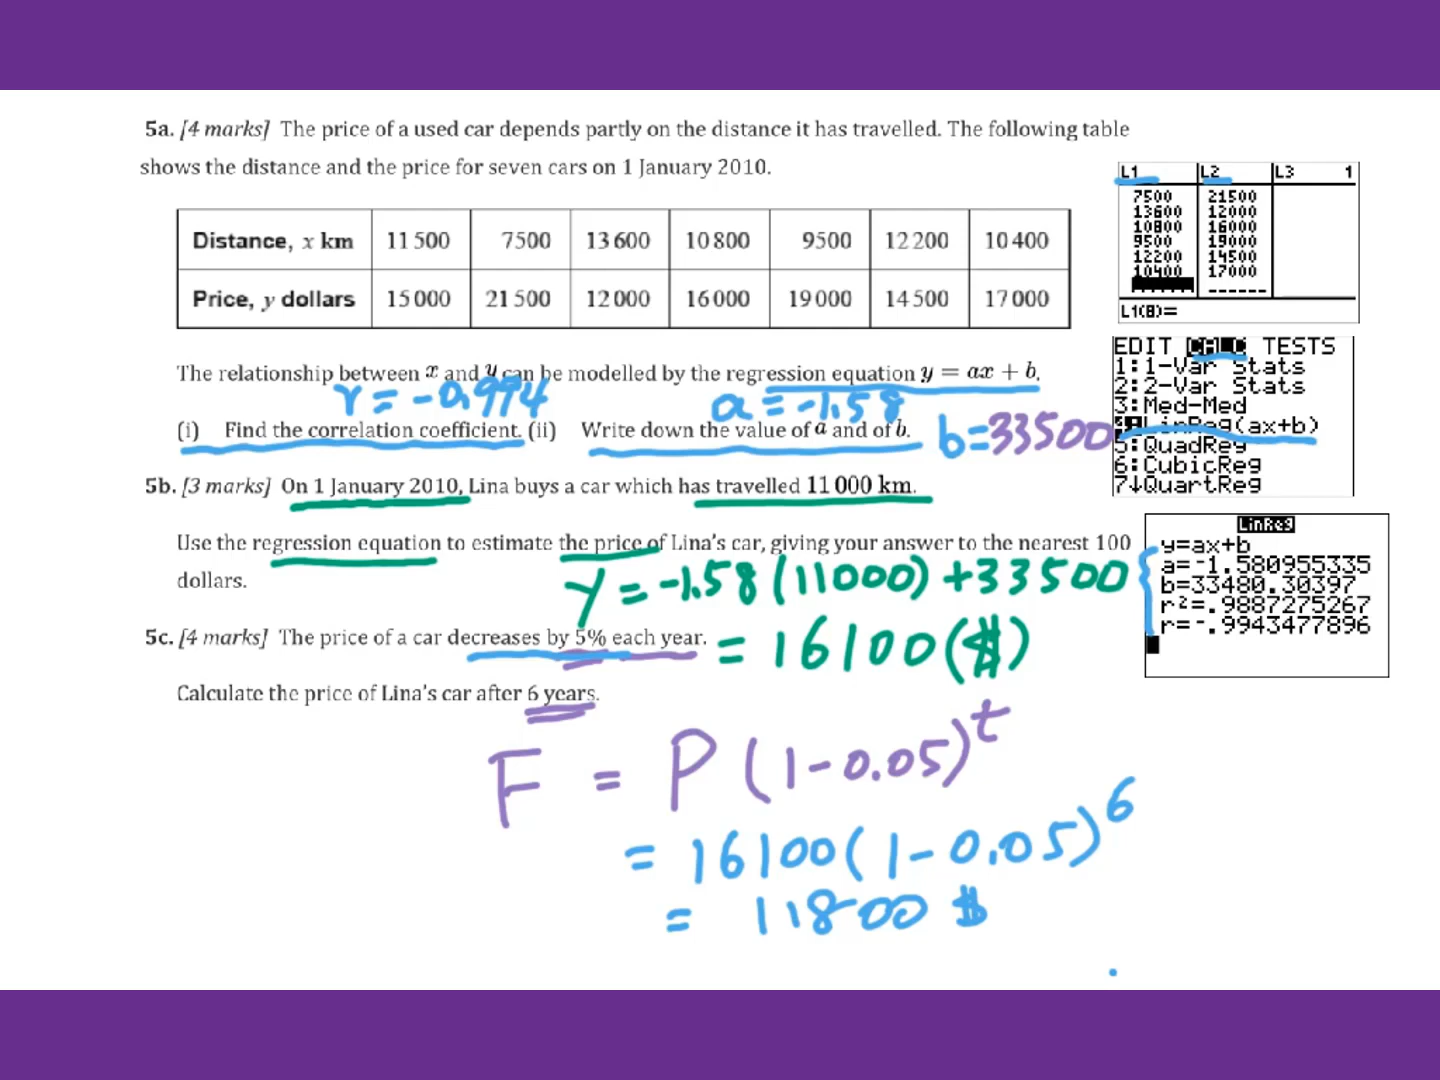 5a. [4 marks] The price of a used car depends partly on the distance it has travelled. The following table
shows the distance and the price for seven cars on 1 January 2010.
Distance, x km 11 500 7500 13 600 10 800 9500 12 200 10 400
Price, y dollars 15 000 21 500 12 000 16 000 19 000 14 500 17 000
The relationship between x and y can be modelled by the regression equation y = ax + b.
r = -0.994 a = -1.58
(i) Find the correlation coefficient. (ii) Write down the value of a and of b. b=33500
5b. [3 marks] On 1 January 2010, Lina buys a car which has travelled 11 000 km.
Use the regression equation to estimate the price of Lina's car, giving your answer to the nearest 100
dollars.
y = -1.58 (11000) + 33500
5c. [4 marks] The price of a car decreases by 5% each year.
= 16100($)
Calculate the price of Lina's car after 6 years.
F = P (1-0.05)^t
= 16100(1-0.05)^6
= 11800 $
L1 L2 L3 1
7500 21500
13600 12000
10800 16000
9500 19000
12200 14500
10400 17000
L1(8)=
EDIT CALC TESTS
1:1-Var Stats
2:2-Var Stats
3:Med-Med
4:LinReg(ax+b)
5:QuadReg
6:CubicReg
7↓QuartReg
LinReg
y=ax+b
a=-1.580955335
b=33480.30397
r²=.9887275267
r=-.9943477896